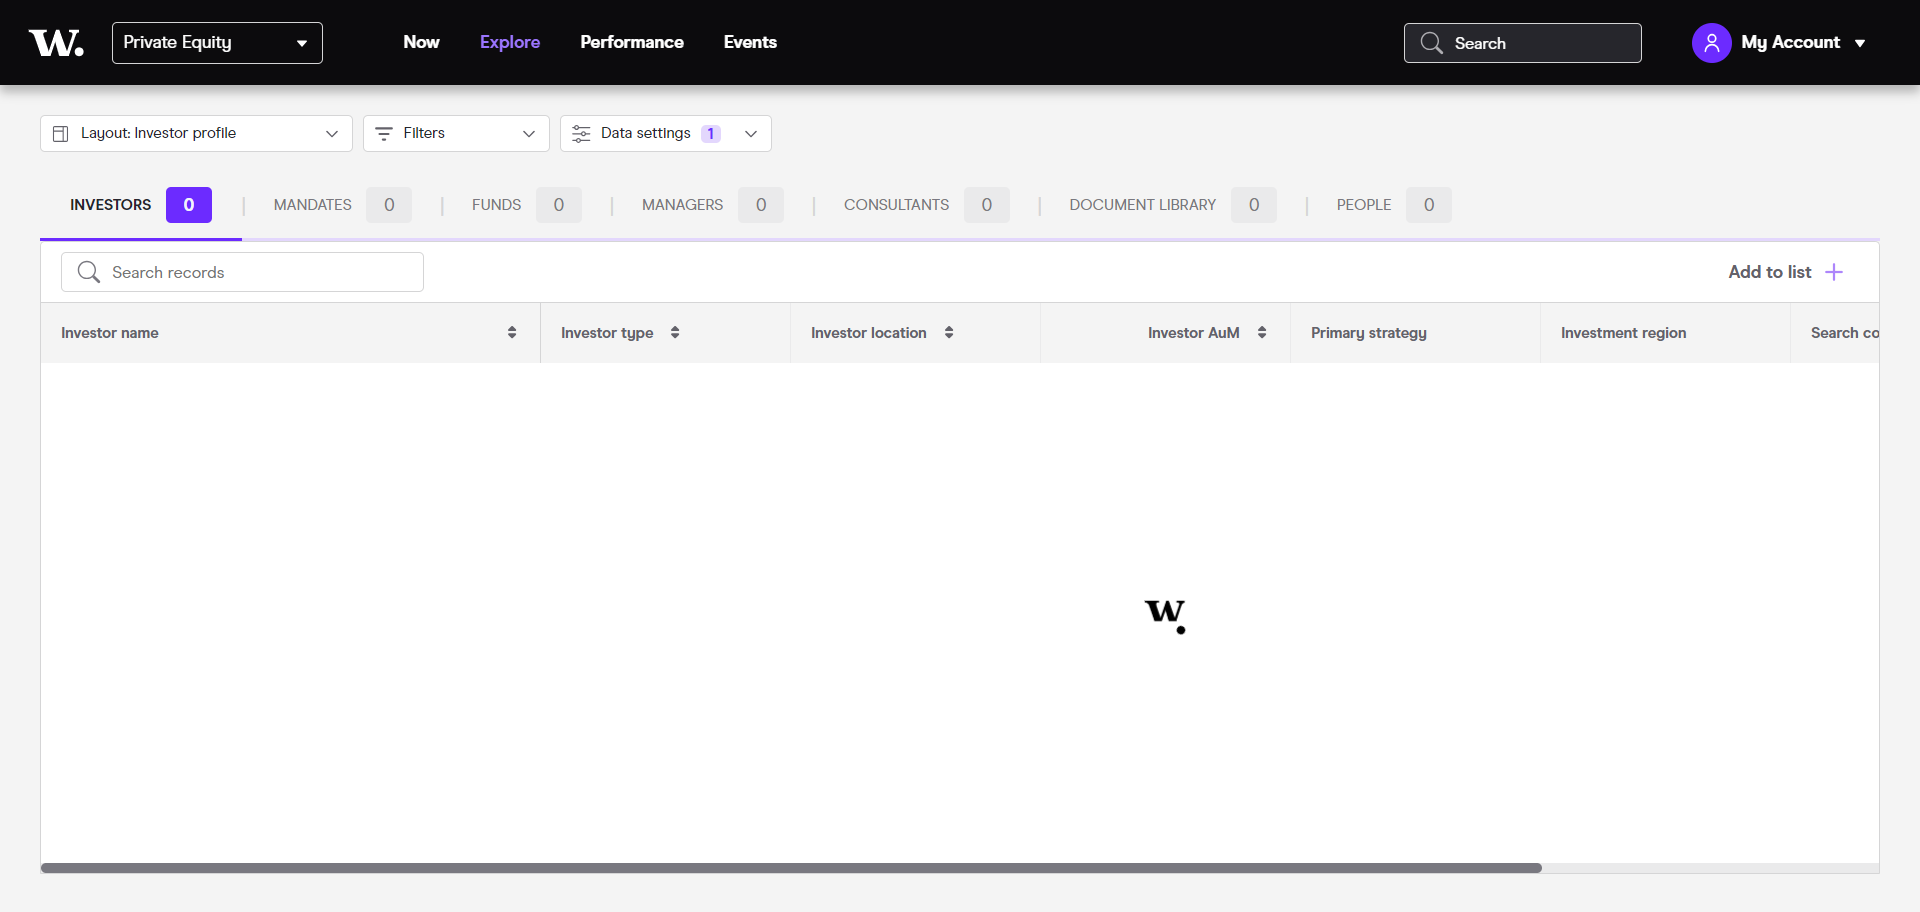 W. Private Equity Now Explore Performance Events Search My Account
Layout: Investor profile Filters Data settings 1
INVESTORS 0 | MANDATES 0 | FUNDS 0 | MANAGERS 0 | CONSULTANTS 0 | DOCUMENT LIBRARY 0 | PEOPLE 0
Search records Add to list
Investor name Investor type Investor location Investor AuM Primary strategy Investment region Search co
w.